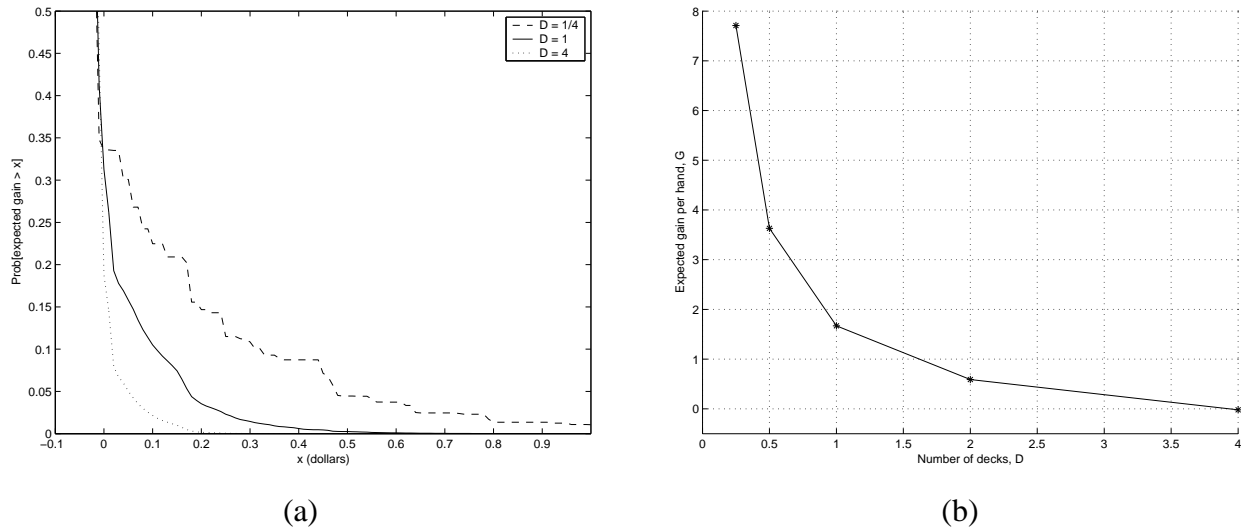 0.5
0.45
0.4
0.35
0.3
0.25
0.2
0.15
0.1
0.05
0
Prob[expected gain > x]
D = 1/4
D = 1
D = 4
−0.1 0 0.1 0.2 0.3 0.4 0.5 0.6 0.7 0.8 0.9
x (dollars)
(a)
8
7
6
5
4
3
2
1
0
Expected gain per hand, G
0 0.5 1 1.5 2 2.5 3 3.5 4
Number of decks, D
(b)